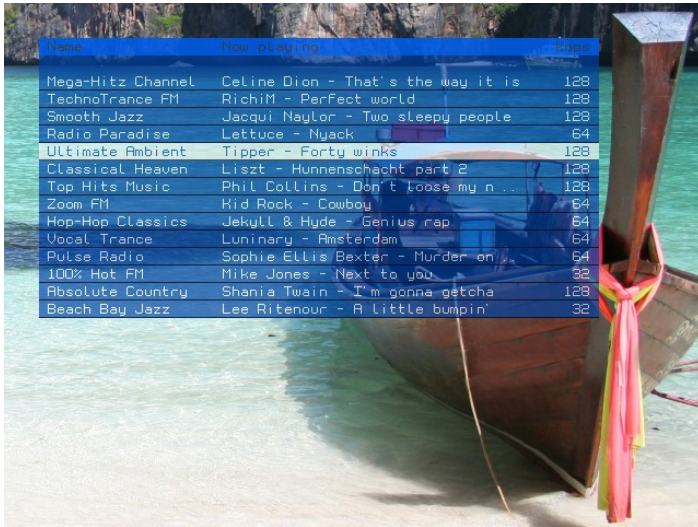 Name Now playing kbps
Mega-Hitz Channel Celine Dion - That's the way it is 128
TechnoTrance FM RichiM - Perfect world 128
Smooth Jazz Jacqui Naylor - Two sleepy people 128
Radio Paradise Lettuce - Nyack 64
Ultimate Ambient Tipper - Forty winks 128
Classical Heaven Liszt - Hunnenschacht part 2 128
Top Hits Music Phil Collins - Don't loose my n .. 128
Zoom FM Kid Rock - Cowboy 64
Hop-Hop Classics Jekyll & Hyde - Genius rap 64
Vocal Trance Luninary - Amsterdam 64
Pulse Radio Sophie Ellis Bexter - Murder on .. 64
100% Hot FM Mike Jones - Next to you 32
Absolute Country Shania Twain - I'm gonna getcha 128
Beach Bay Jazz Lee Ritenour - A little bumpin' 32